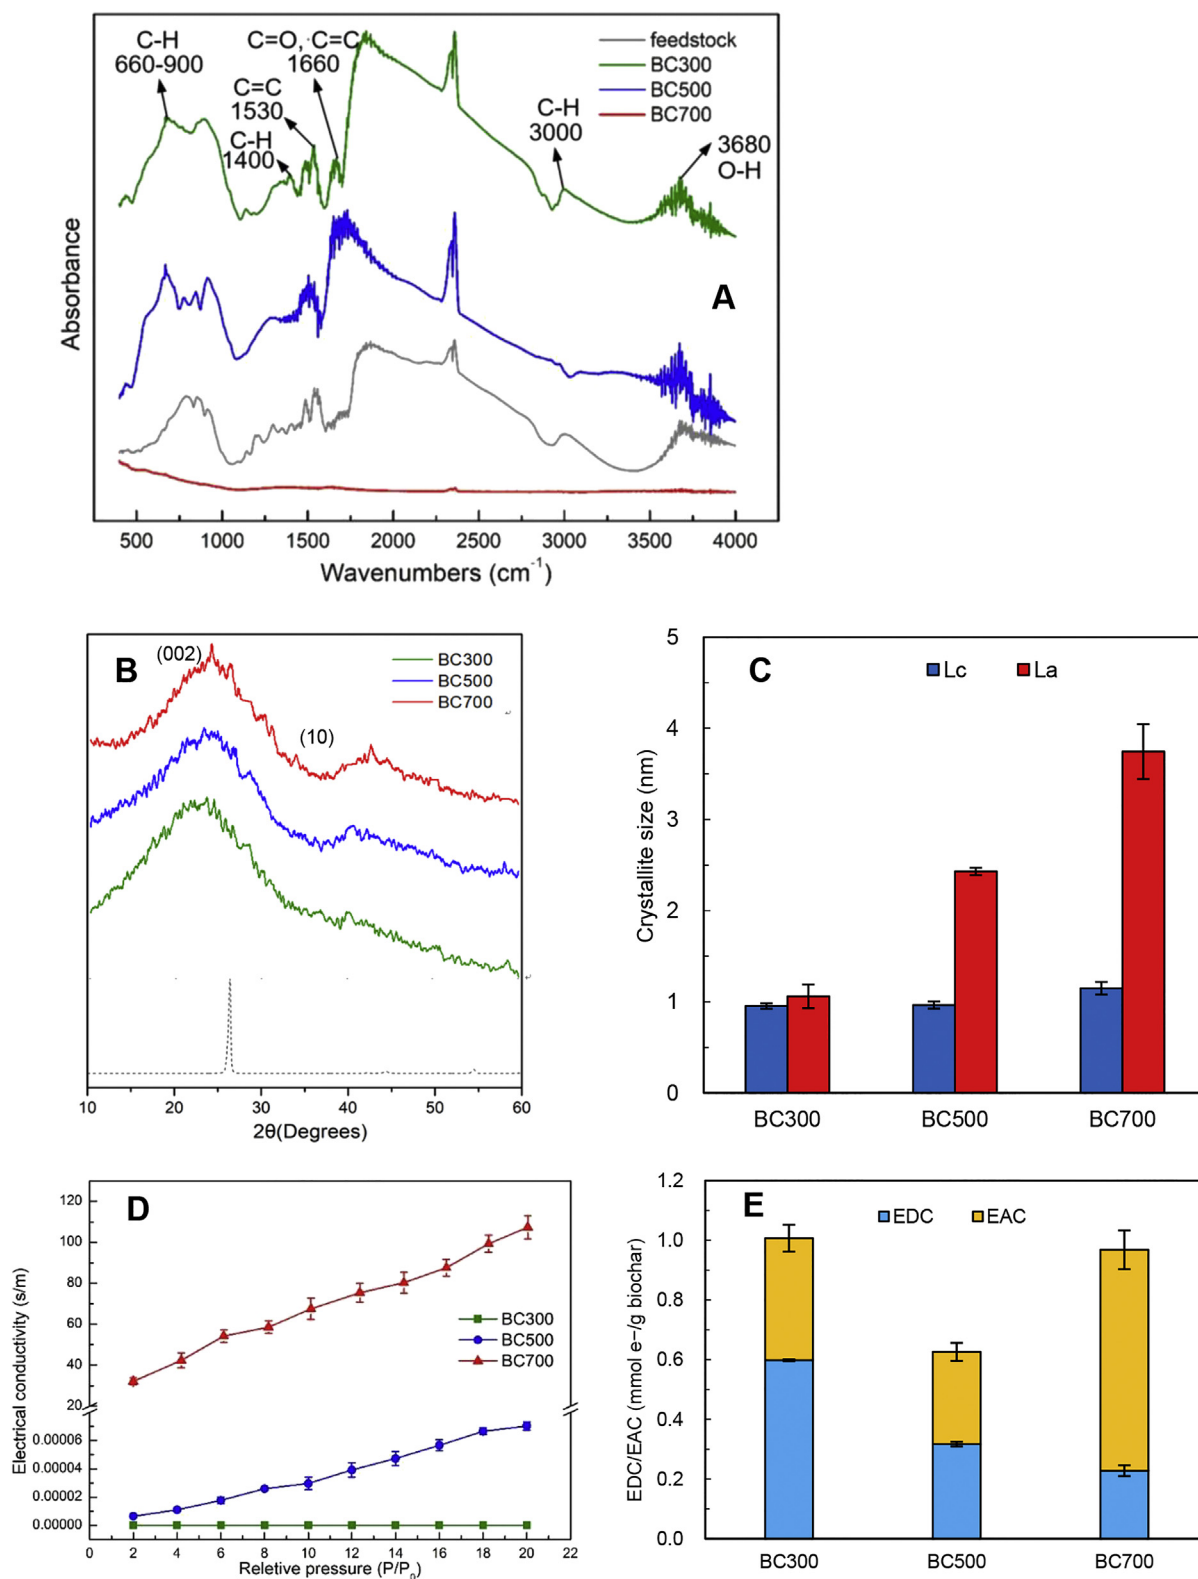 C-H
660-900
C=O, C=C
1660
C=C
1530
C-H
1400
C-H
3000
3680
O-H
feedstock
BC300
BC500
BC700
A
Absorbance
500 1000 1500 2000 2500 3000 3500 4000
Wavenumbers (cm-1)
(002)
B
BC300
BC500
BC700
(10)
10 20 30 40 50 60
2θ(Degrees)
C
Lc La
Crystallite size (nm)
5
4
3
2
1
0
BC300 BC500 BC700
D
Electrical conductivity (s/m)
120
100
80
60
40
20
0.00006
0.00004
0.00002
0.00000
BC300
BC500
BC700
0 2 4 6 8 10 12 14 16 18 20 22
Reletive pressure (P/P0)
E
EDC EAC
EDC/EAC (mmol e−/g biochar)
1.2
1.0
0.8
0.6
0.4
0.2
0.0
BC300 BC500 BC700